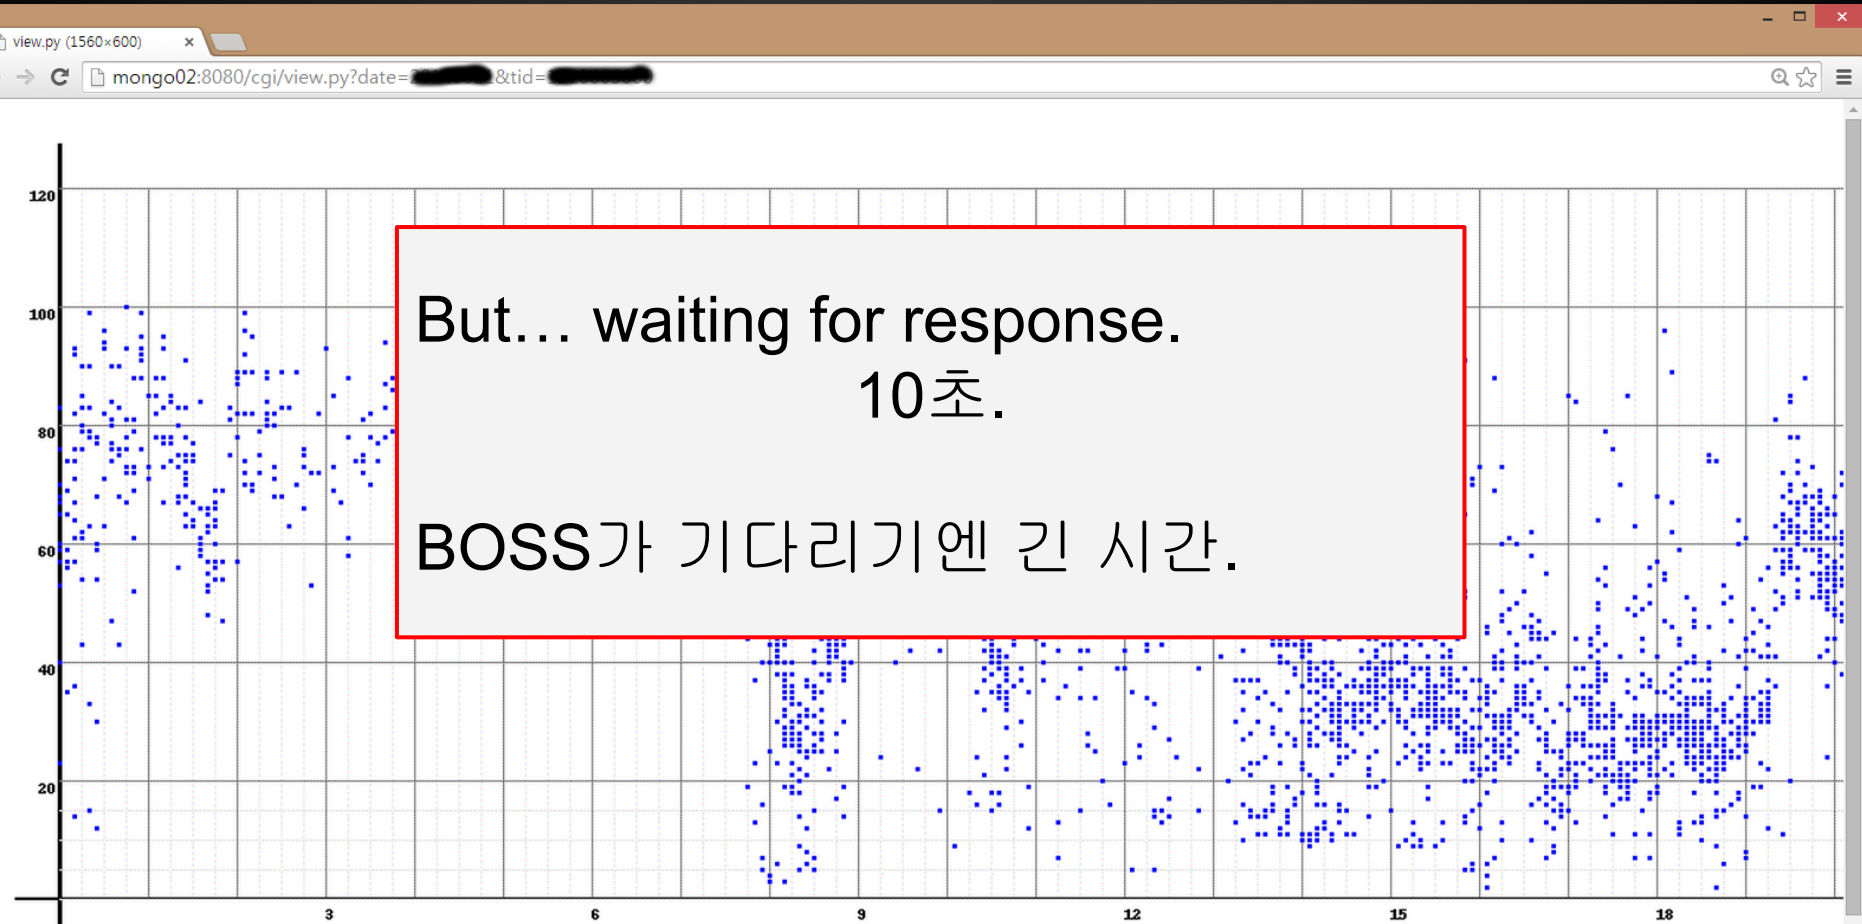 view.py (1560×600)
mongo02:8080/cgi/view.py?date= &tid=
120
100
80
60
40
20
But... waiting for response.
10초.
BOSS가 기다리기엔 긴 시간.
3 6 9 12 15 18